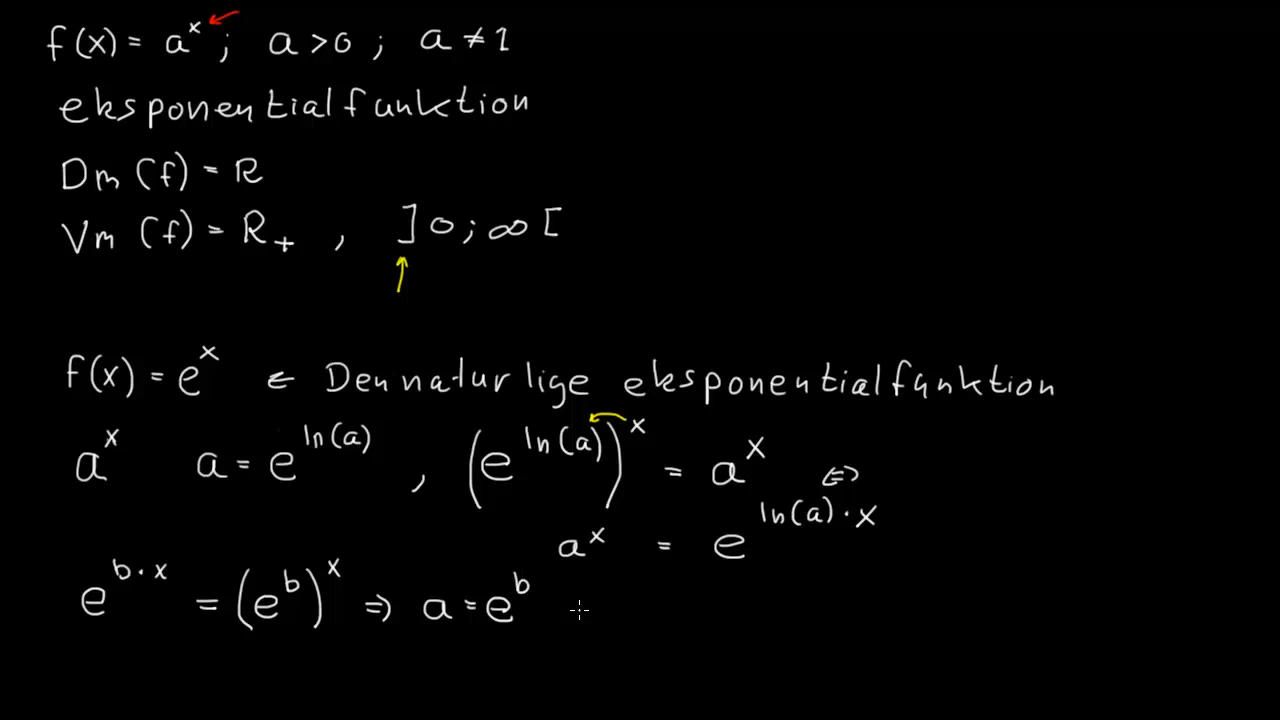 f(x) = a^x ; a > 0 ; a ≠ 1
eksponentialfunktion
Dm (f) = R
Vm (f) = R₊ , ]0 ; ∞[
f(x) = e^x ← Den naturlige eksponentialfunktion
a^x a = e^ln(a) , (e^ln(a))^x = a^x ⇔
a^x = e^ln(a)·x
e^b·x = (e^b)^x ⇒ a = e^b